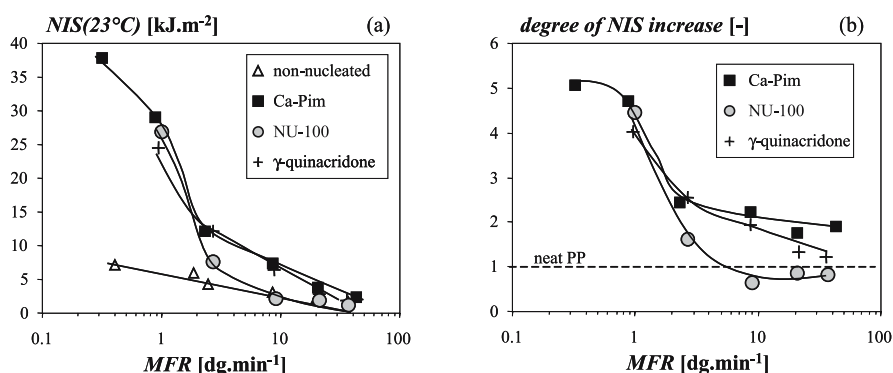 NIS(23°C) [kJ.m⁻²]
(a)
40
35
30
25
20
15
10
5
0
non-nucleated
Ca-Pim
NU-100
γ-quinacridone
0.1
1
10
100
MFR [dg.min⁻¹]
degree of NIS increase [-]
(b)
6
5
4
3
2
1
0
Ca-Pim
NU-100
γ-quinacridone
neat PP
0.1
1
10
100
MFR [dg.min⁻¹]